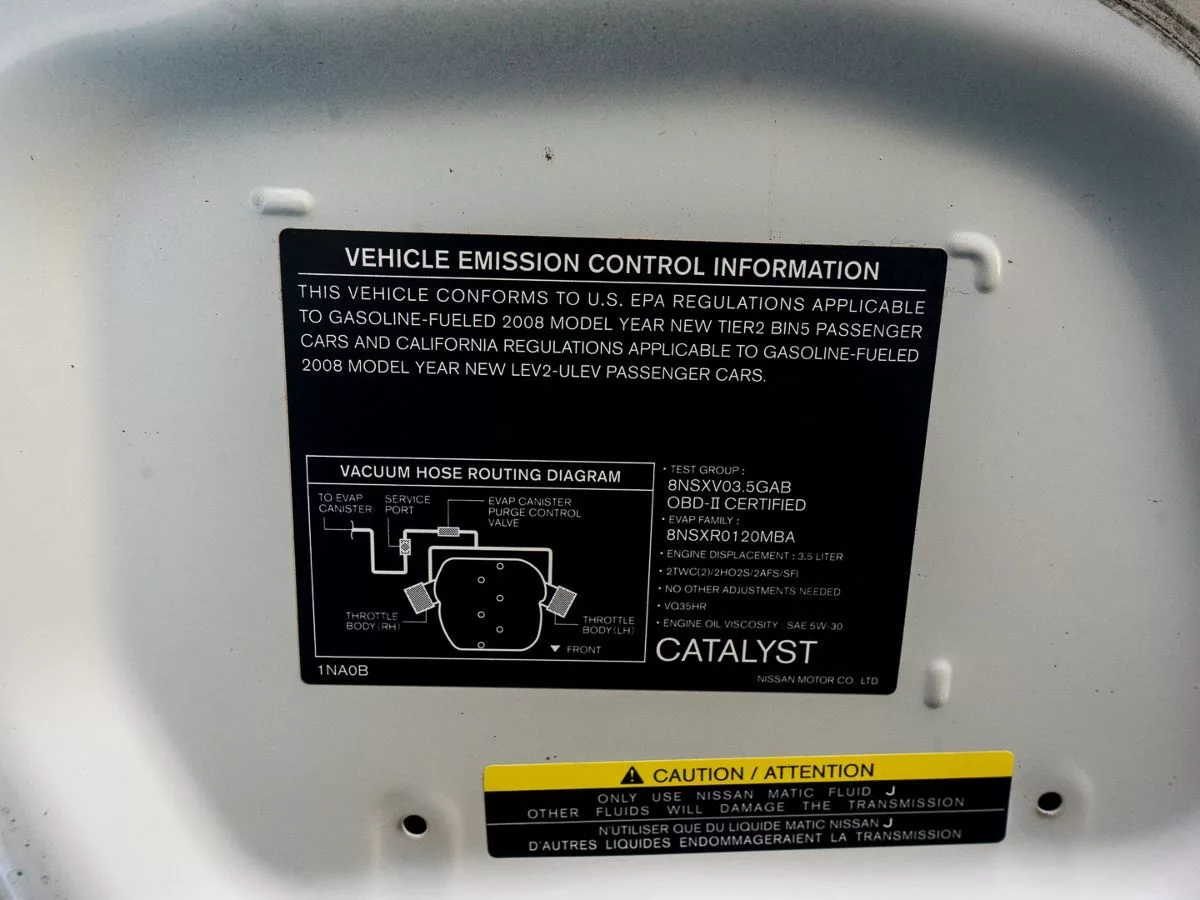 VEHICLE EMISSION CONTROL INFORMATION
THIS VEHICLE CONFORMS TO U.S. EPA REGULATIONS APPLICABLE
TO GASOLINE-FUELED 2008 MODEL YEAR NEW TIER2 BIN5 PASSENGER
CARS AND CALIFORNIA REGULATIONS APPLICABLE TO GASOLINE-FUELED
2008 MODEL YEAR NEW LEV2-ULEV PASSENGER CARS.
VACUUM HOSE ROUTING DIAGRAM
TO EVAP
CANISTER
SERVICE
PORT
EVAP CANISTER
PURGE CONTROL
VALVE
THROTTLE
BODY (RH)
THROTTLE
BODY (LH)
▼ FRONT
1NA0B
• TEST GROUP :
8NSXV03.5GAB
OBD-II CERTIFIED
• EVAP FAMILY :
8NSXR0120MBA
• ENGINE DISPLACEMENT : 3.5 LITER
• 2TWC(2)/2HO2S/2AFS/SFI
• NO OTHER ADJUSTMENTS NEEDED
• VQ35HR
• ENGINE OIL VISCOSITY : SAE 5W-30
CATALYST
NISSAN MOTOR CO., LTD.
⚠ CAUTION / ATTENTION
ONLY USE NISSAN MATIC FLUID J
OTHER FLUIDS WILL DAMAGE THE TRANSMISSION
N'UTILISER QUE DU LIQUIDE MATIC NISSAN J
D'AUTRES LIQUIDES ENDOMMAGERAIENT LA TRANSMISSION